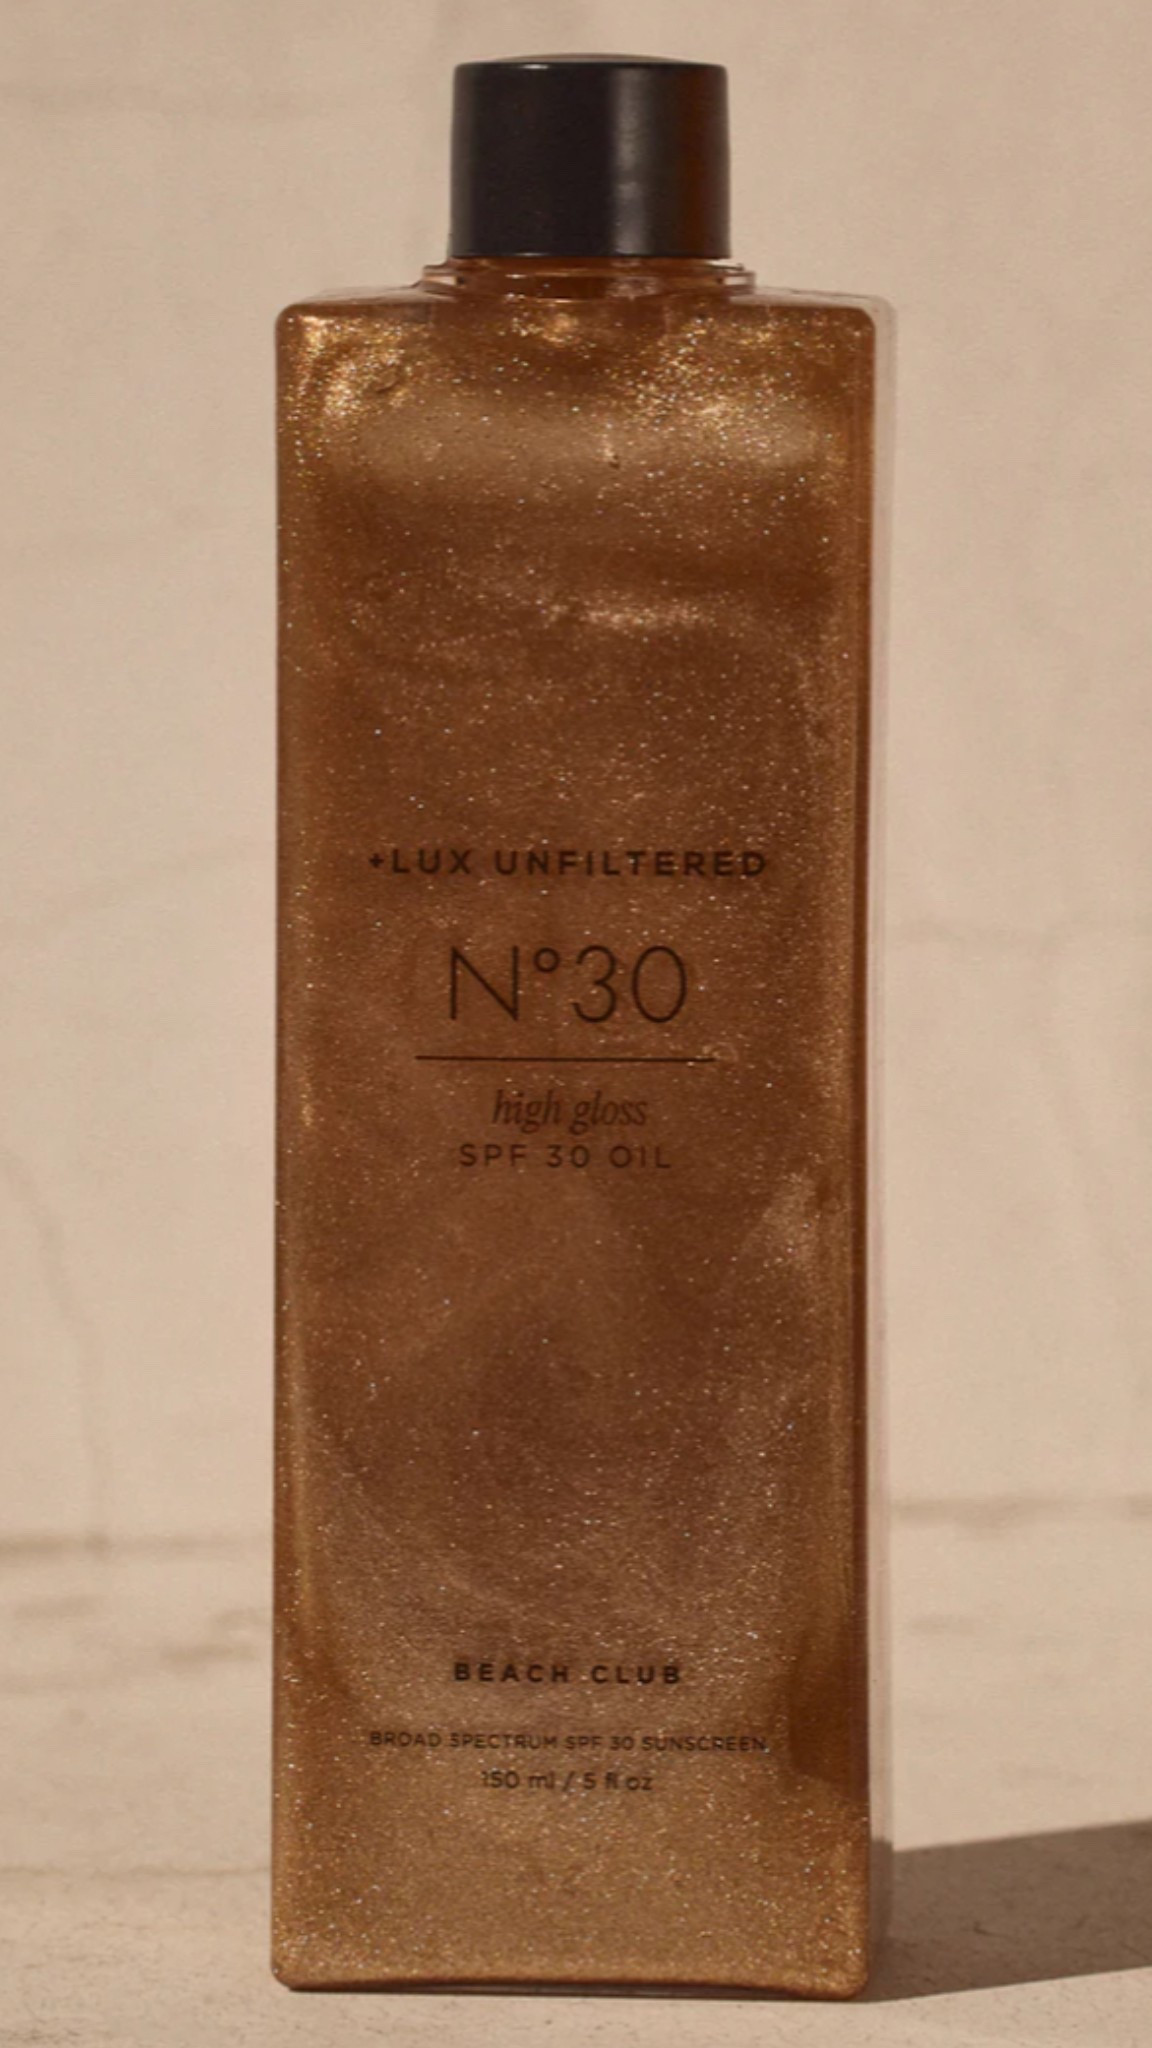 +LUX UNFILTERED
N°30
high gloss
SPF 30 OIL
BEACH CLUB
BROAD SPECTRUM SPF 30 SUNSCREEN
150 ml / 5 fl oz